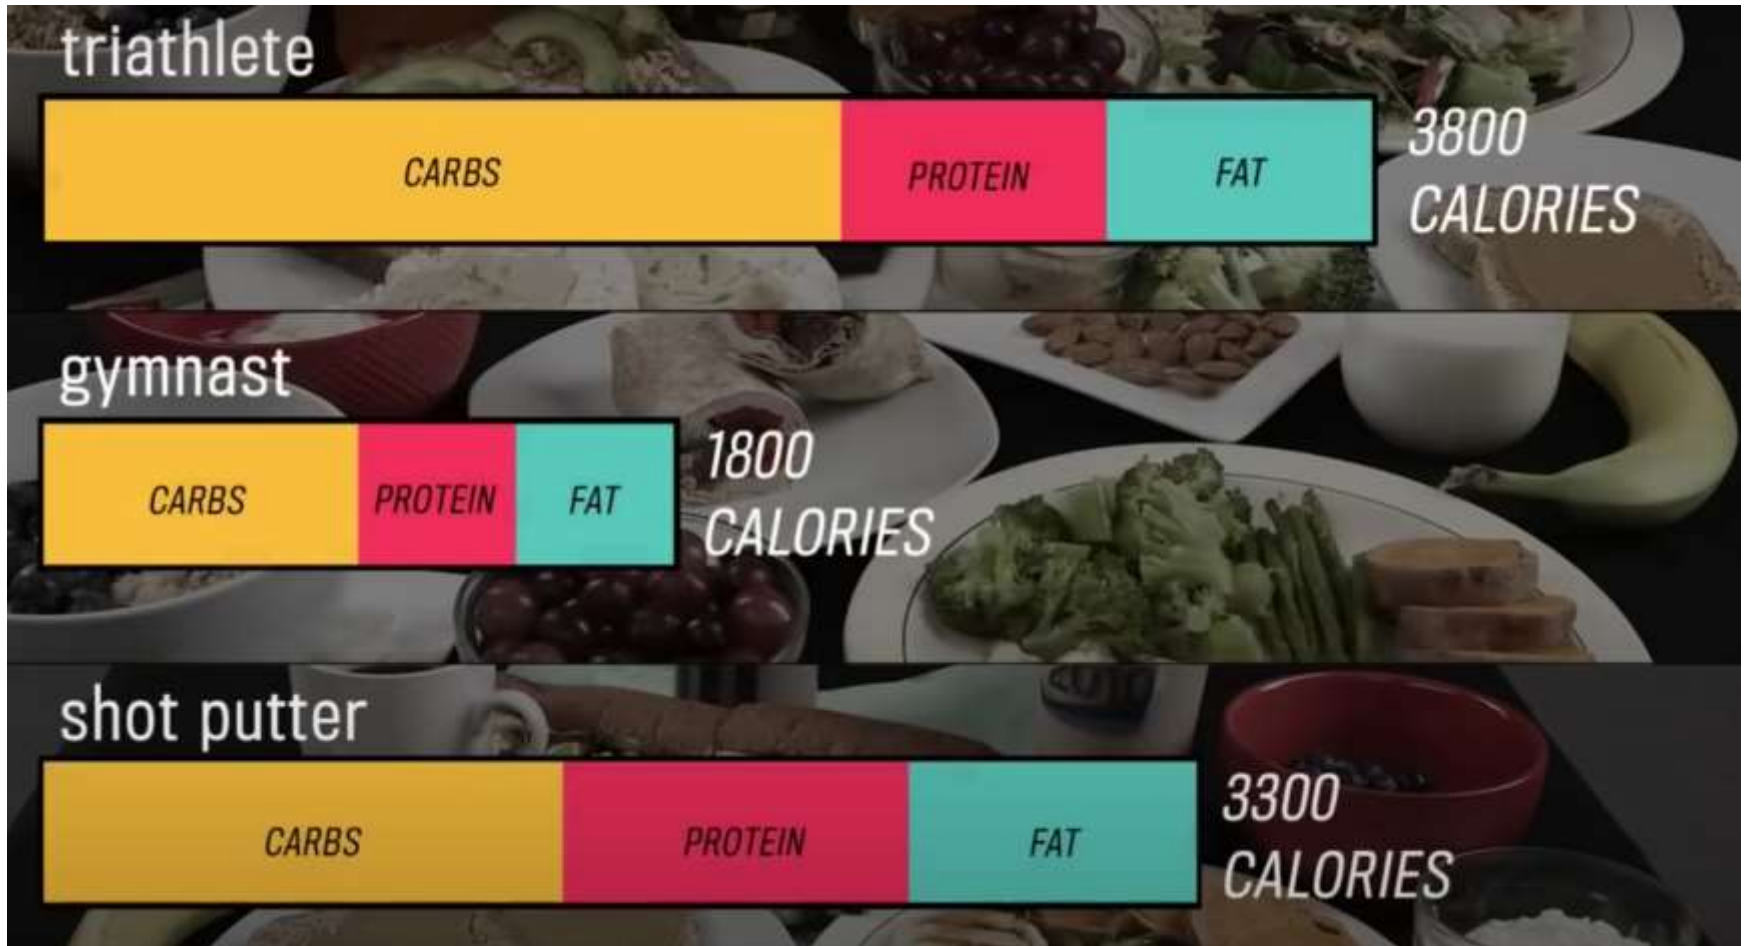 triathlete
CARBS PROTEIN FAT
3800
CALORIES
gymnast
CARBS PROTEIN FAT
1800
CALORIES
shot putter
CARBS PROTEIN FAT
3300
CALORIES